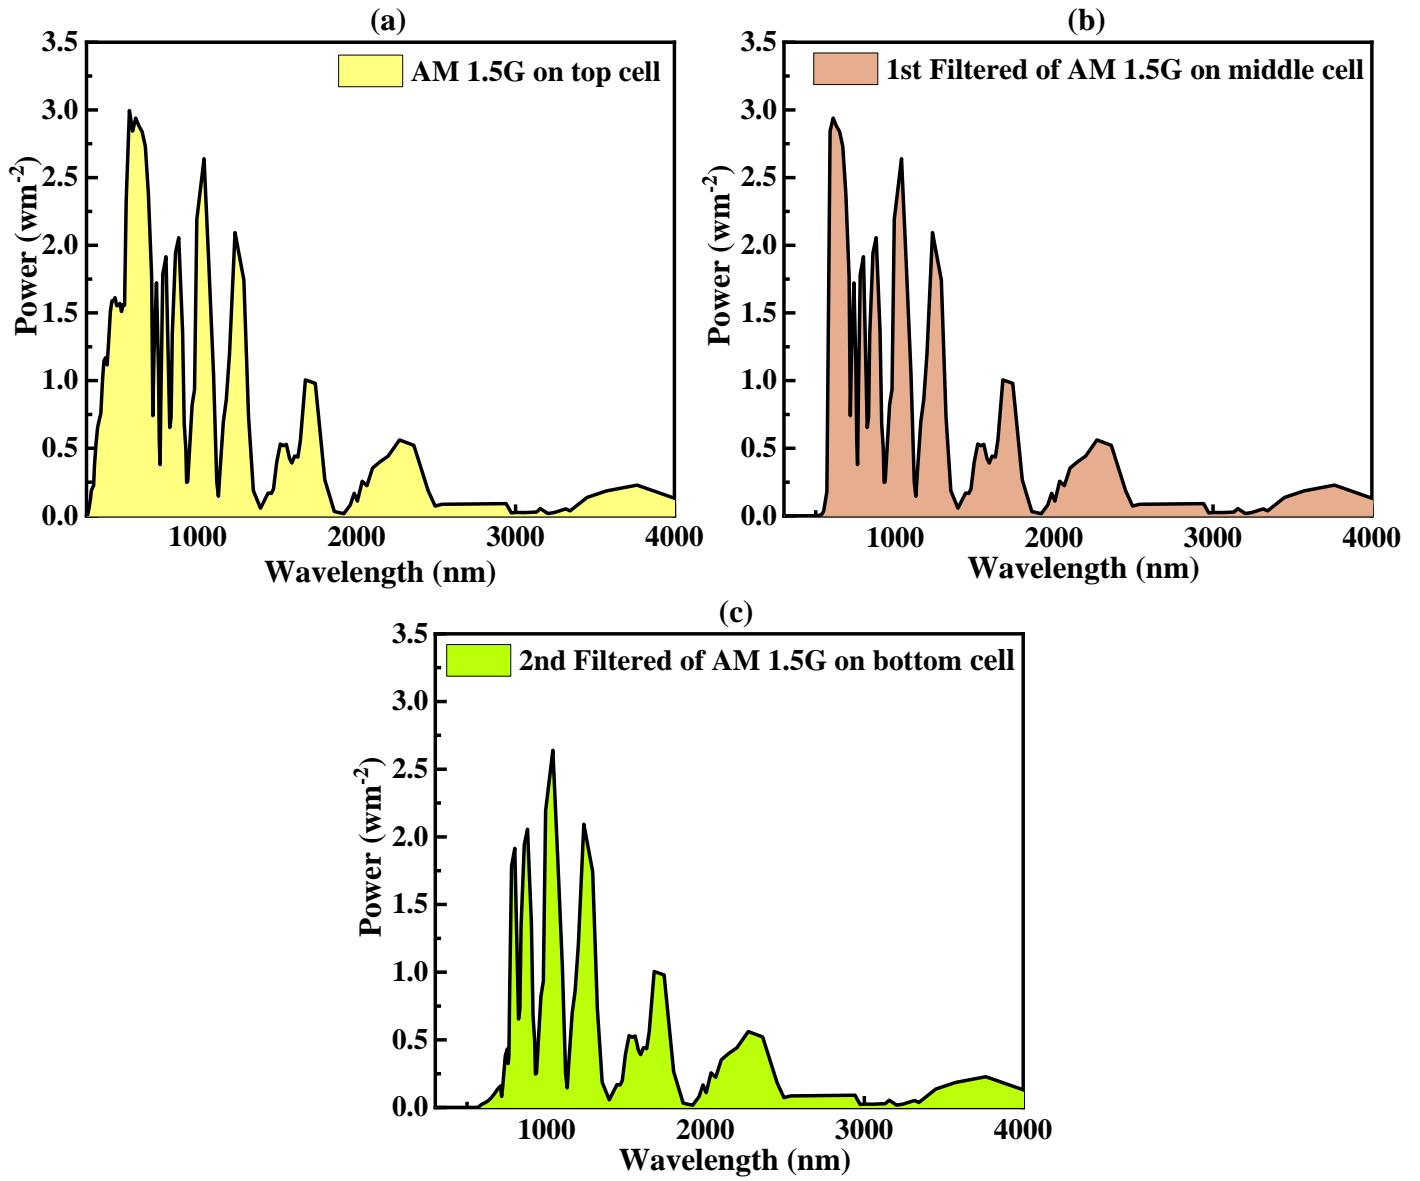 (a)
3.5
3.0
2.5
2.0
1.5
1.0
0.5
0.0
Power (wm-2)
AM 1.5G on top cell
1000 2000 3000 4000
Wavelength (nm)
(b)
3.5
3.0
2.5
2.0
1.5
1.0
0.5
0.0
Power (wm-2)
1st Filtered of AM 1.5G on middle cell
1000 2000 3000 4000
Wavelength (nm)
(c)
3.5
3.0
2.5
2.0
1.5
1.0
0.5
0.0
Power (wm-2)
2nd Filtered of AM 1.5G on bottom cell
1000 2000 3000 4000
Wavelength (nm)